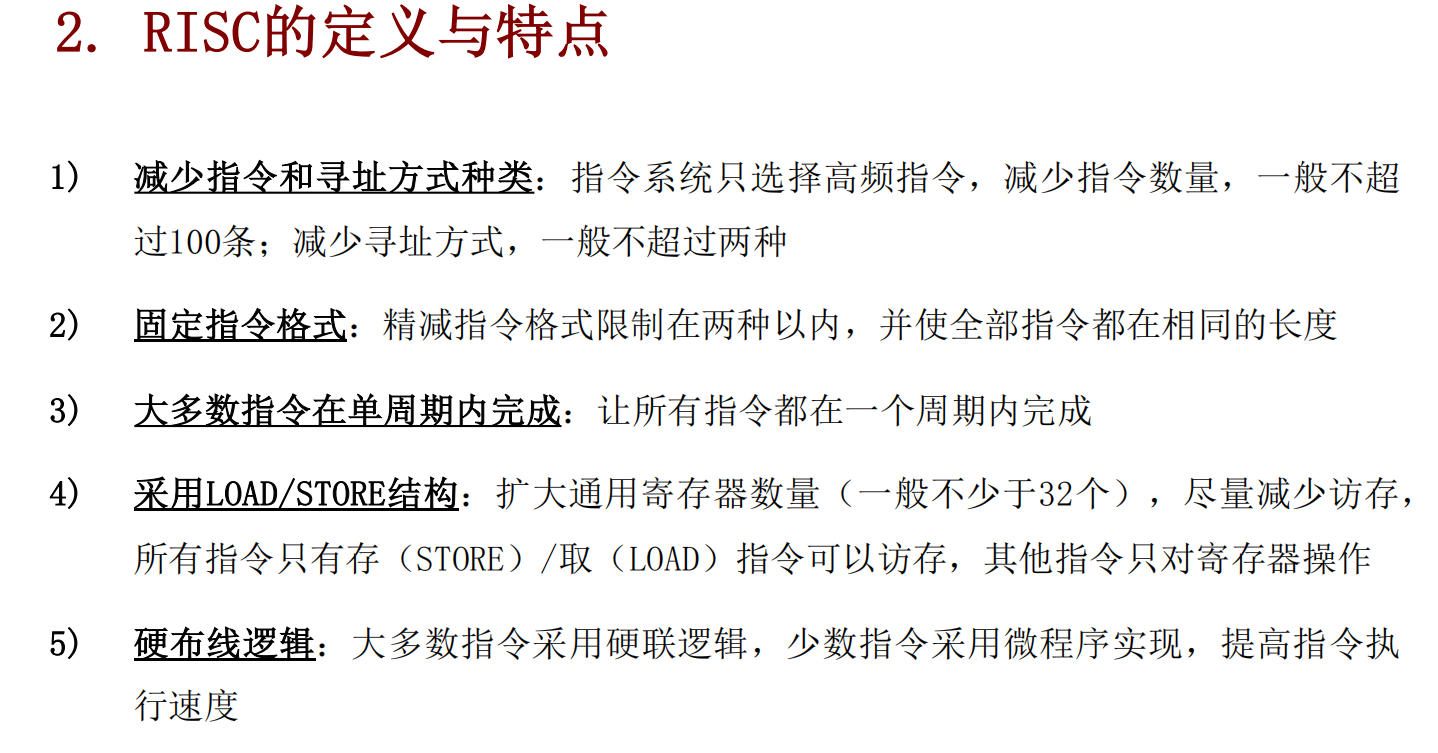 2. RISC的定义与特点
1) 减少指令和寻址方式种类：指令系统只选择高频指令，减少指令数量，一般不超
过100条；减少寻址方式，一般不超过两种
2) 固定指令格式：精减指令格式限制在两种以内，并使全部指令都在相同的长度
3) 大多数指令在单周期内完成：让所有指令都在一个周期内完成
4) 采用LOAD/STORE结构：扩大通用寄存器数量（一般不少于32个），尽量减少访存，
所有指令只有存（STORE）/取（LOAD）指令可以访存，其他指令只对寄存器操作
5) 硬布线逻辑：大多数指令采用硬联逻辑，少数指令采用微程序实现，提高指令执
行速度